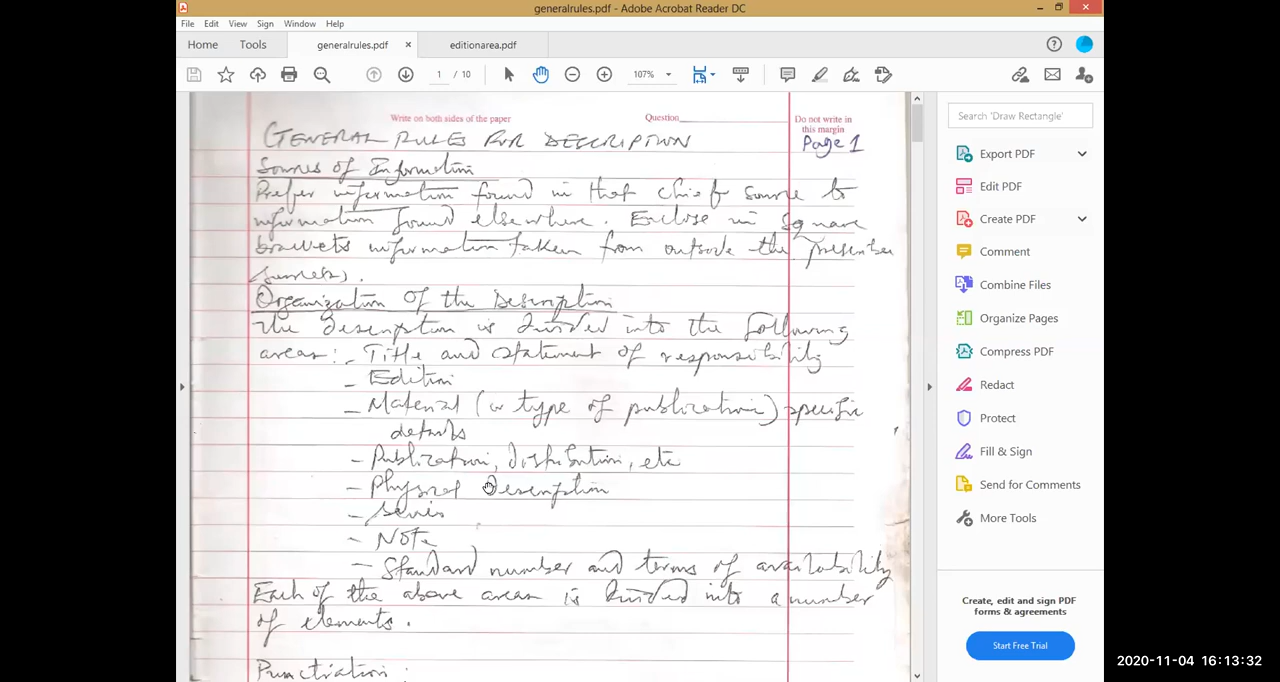 generalrules.pdf - Adobe Acrobat Reader DC
File Edit View Sign Window Help
Home Tools generalrules.pdf × editionarea.pdf
1 / 10 107%
Write on both sides of the paper Question Do not write in this margin
GENERAL RULES FOR DESCRIPTION Page 1
Sources of Information
Prefer information found in that chief source to
information found elsewhere. Enclose in square
brackets information taken from outside the prescribed
source(s).
Organization of the Description
The description is divided into the following
areas:- Title and statement of responsibility
- Edition
- Material (or type of publication) specific
details
- Publication, distribution, etc
- Physical description
- Series
- Note
- Standard number and terms of availability
Each of the above areas is divided into a number
of elements.
Punctuation:
Search 'Draw Rectangle'
Export PDF
Edit PDF
Create PDF
Comment
Combine Files
Organize Pages
Compress PDF
Redact
Protect
Fill & Sign
Send for Comments
More Tools
Create, edit and sign PDF
forms & agreements
Start Free Trial
2020-11-04 16:13:32